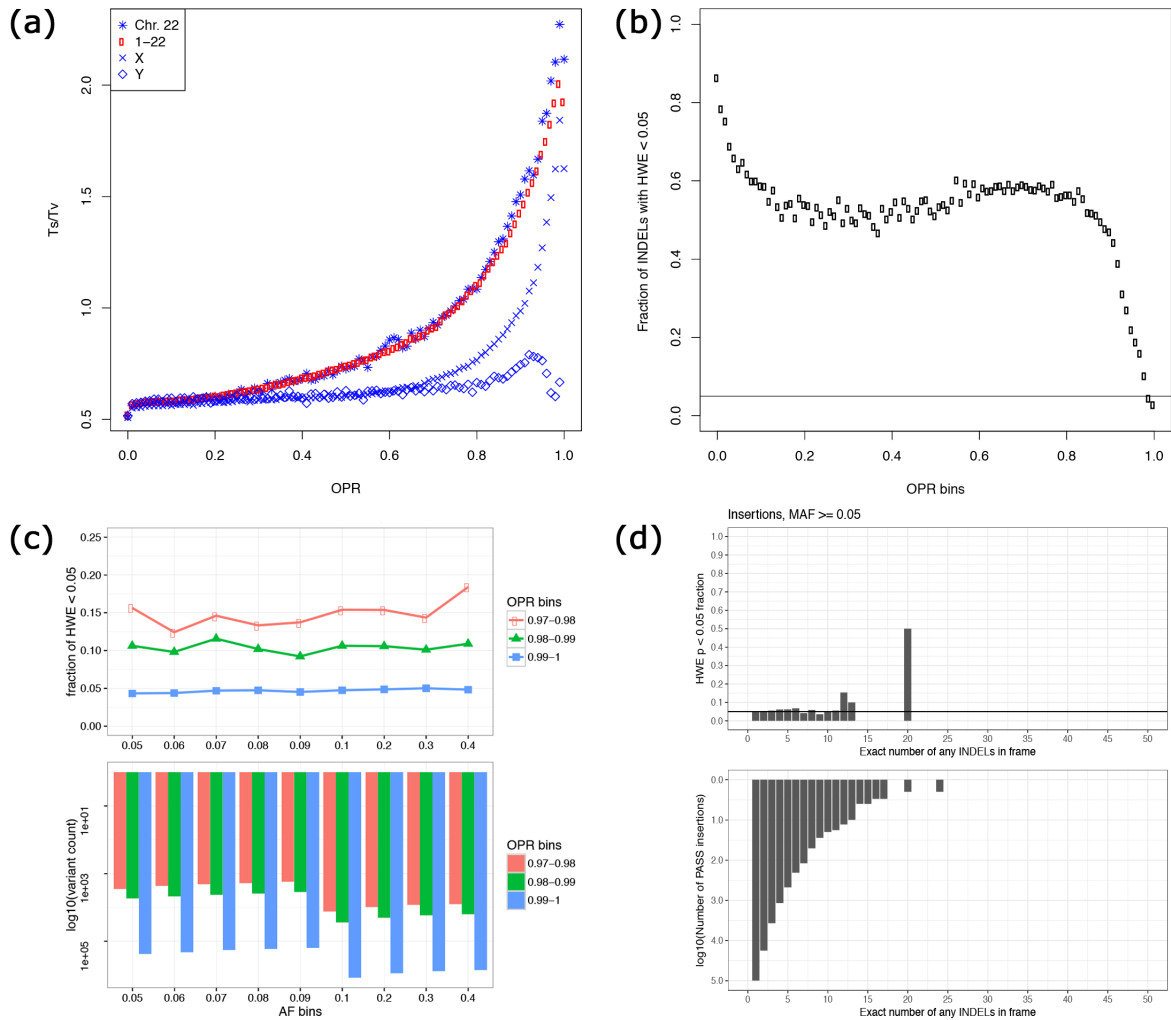 (a)
Chr. 22
1−22
X
Y
Ts/Tv
2.0
1.5
1.0
0.5
0.0 0.2 0.4 0.6 0.8 1.0
OPR
(b)
Fraction of INDELs with HWE < 0.05
1.0
0.8
0.6
0.4
0.2
0.0
0.0 0.2 0.4 0.6 0.8 1.0
OPR bins
(c)
fraction of HWE < 0.05
0.25
0.20
0.15
0.10
0.05
0.00
0.05 0.06 0.07 0.08 0.09 0.1 0.2 0.3 0.4
OPR bins
0.97−0.98
0.98−0.99
0.99−1
log10(variant count)
1e+01
1e+03
1e+05
0.05 0.06 0.07 0.08 0.09 0.1 0.2 0.3 0.4
AF bins
OPR bins
0.97−0.98
0.98−0.99
0.99−1
(d)
Insertions, MAF >= 0.05
HWE p < 0.05 fraction
1.0
0.9
0.8
0.7
0.6
0.5
0.4
0.3
0.2
0.1
0.0
0 5 10 15 20 25 30 35 40 45 50
Exact number of any INDELs in frame
log10(Number of PASS insertions)
0.0
1.0
2.0
3.0
4.0
5.0
0 5 10 15 20 25 30 35 40 45 50
Exact number of any INDELs in frame